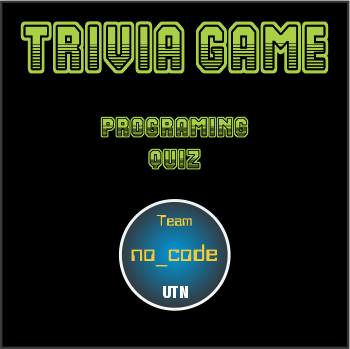 TRIVIA GAME
PROGRAMING
QUIZ
Team
no_code
UTN